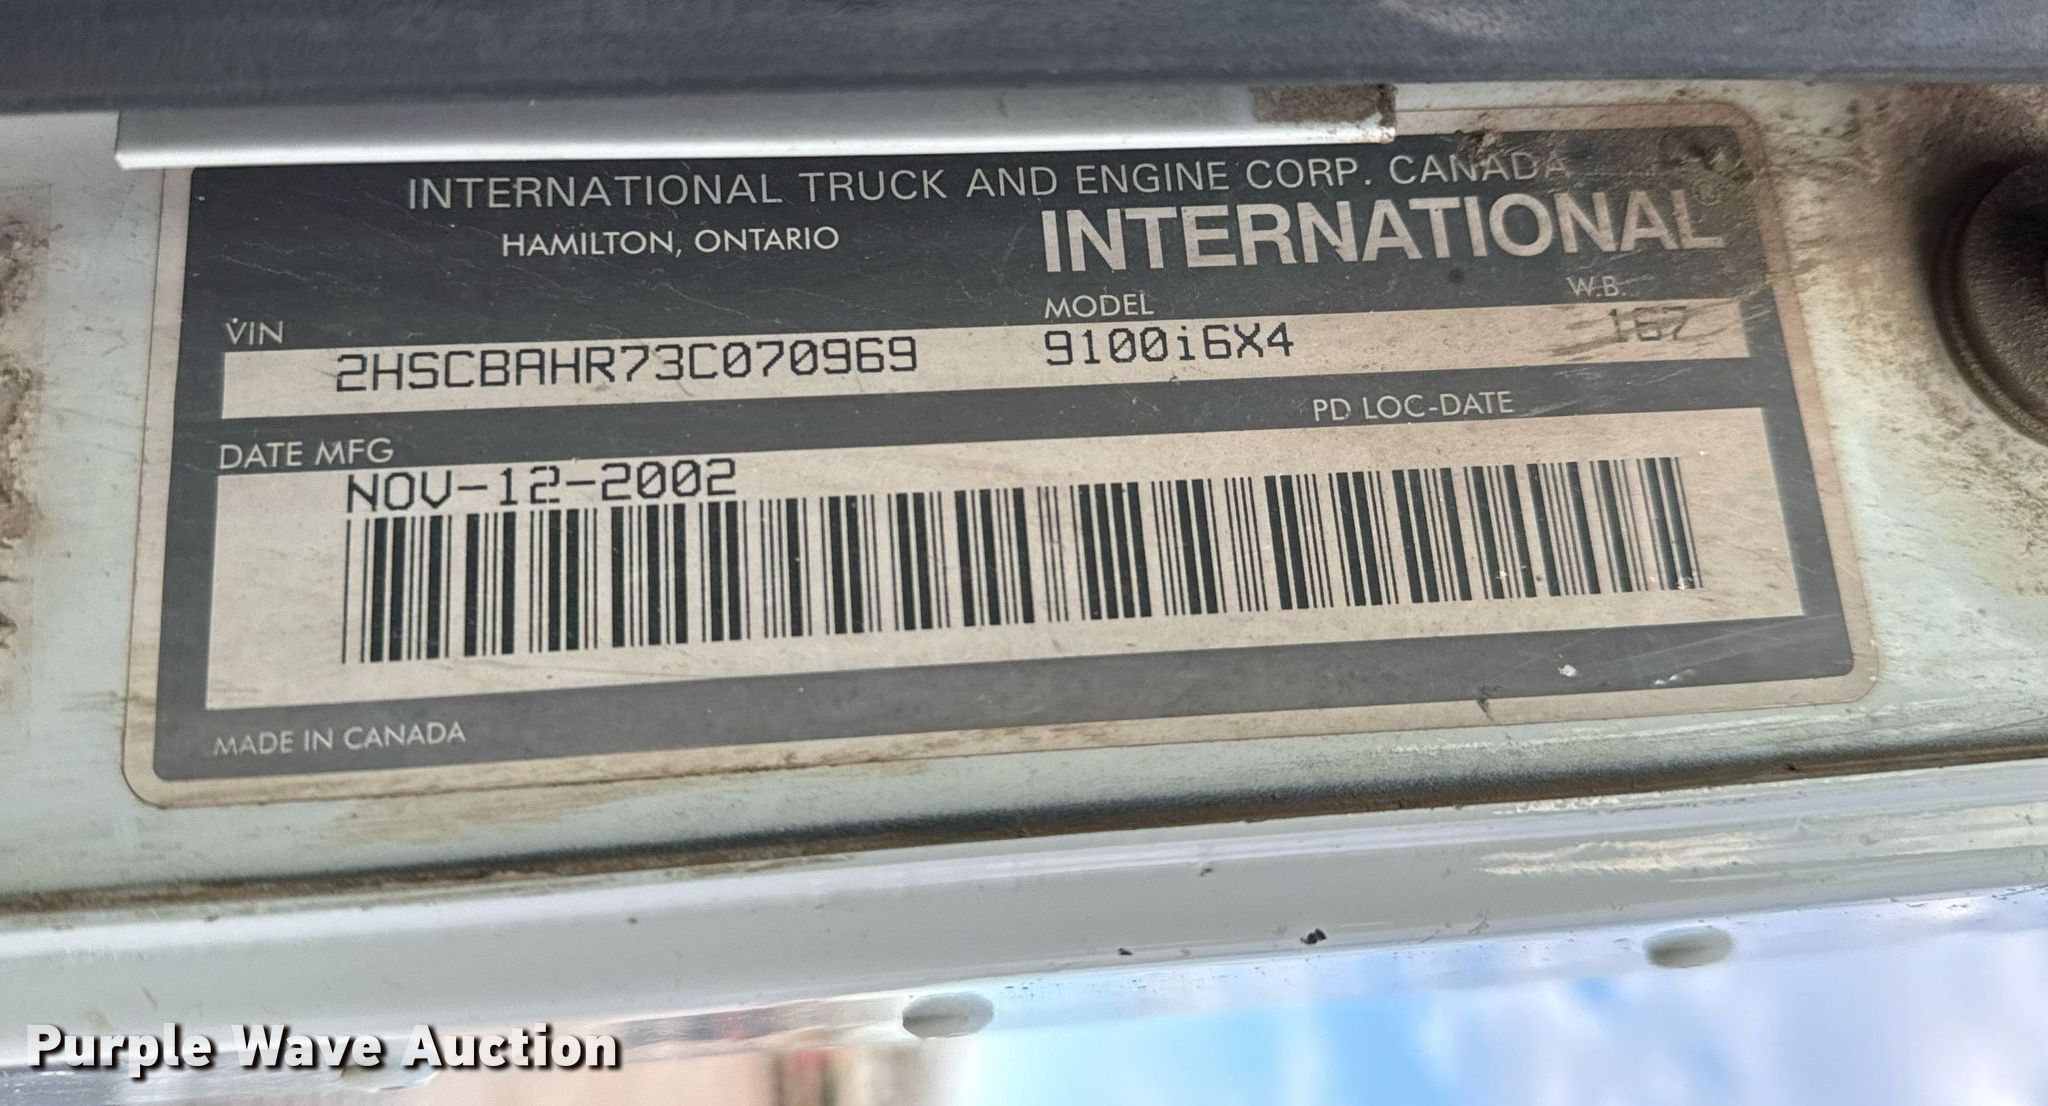 INTERNATIONAL TRUCK AND ENGINE CORP. CANADA
HAMILTON, ONTARIO
INTERNATIONAL®
VIN
MODEL
W.B.
2HSCBAHR73C070969
9100i6X4
167
DATE MFG
PD LOC-DATE
NOV-12-2002
MADE IN CANADA
Purple Wave Auction